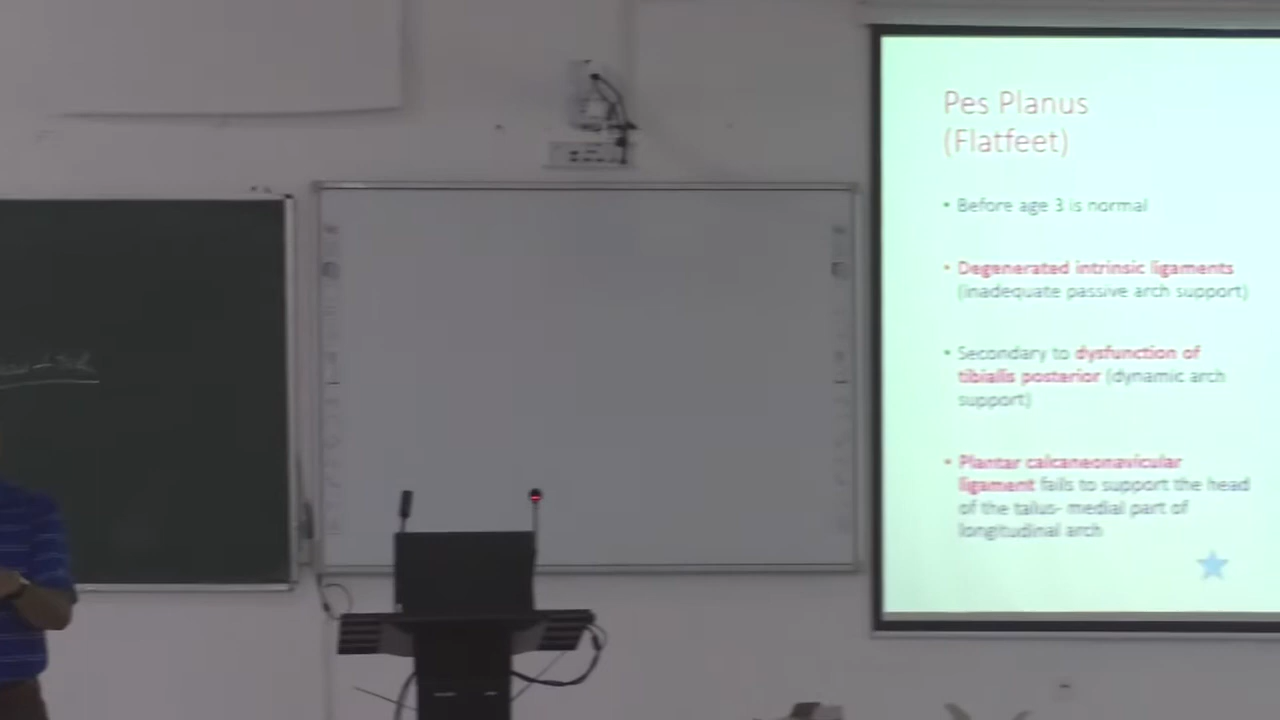 Pes Planus
(Flatfeet)
• Before age 3 is normal
• Degenerated intrinsic ligaments
(inadequate passive arch support)
• Secondary to dysfunction of
tibialis posterior (dynamic arch
support)
• Plantar calcaneonavicular
ligament fails to support the head
of the talus- medial part of
longitudinal arch